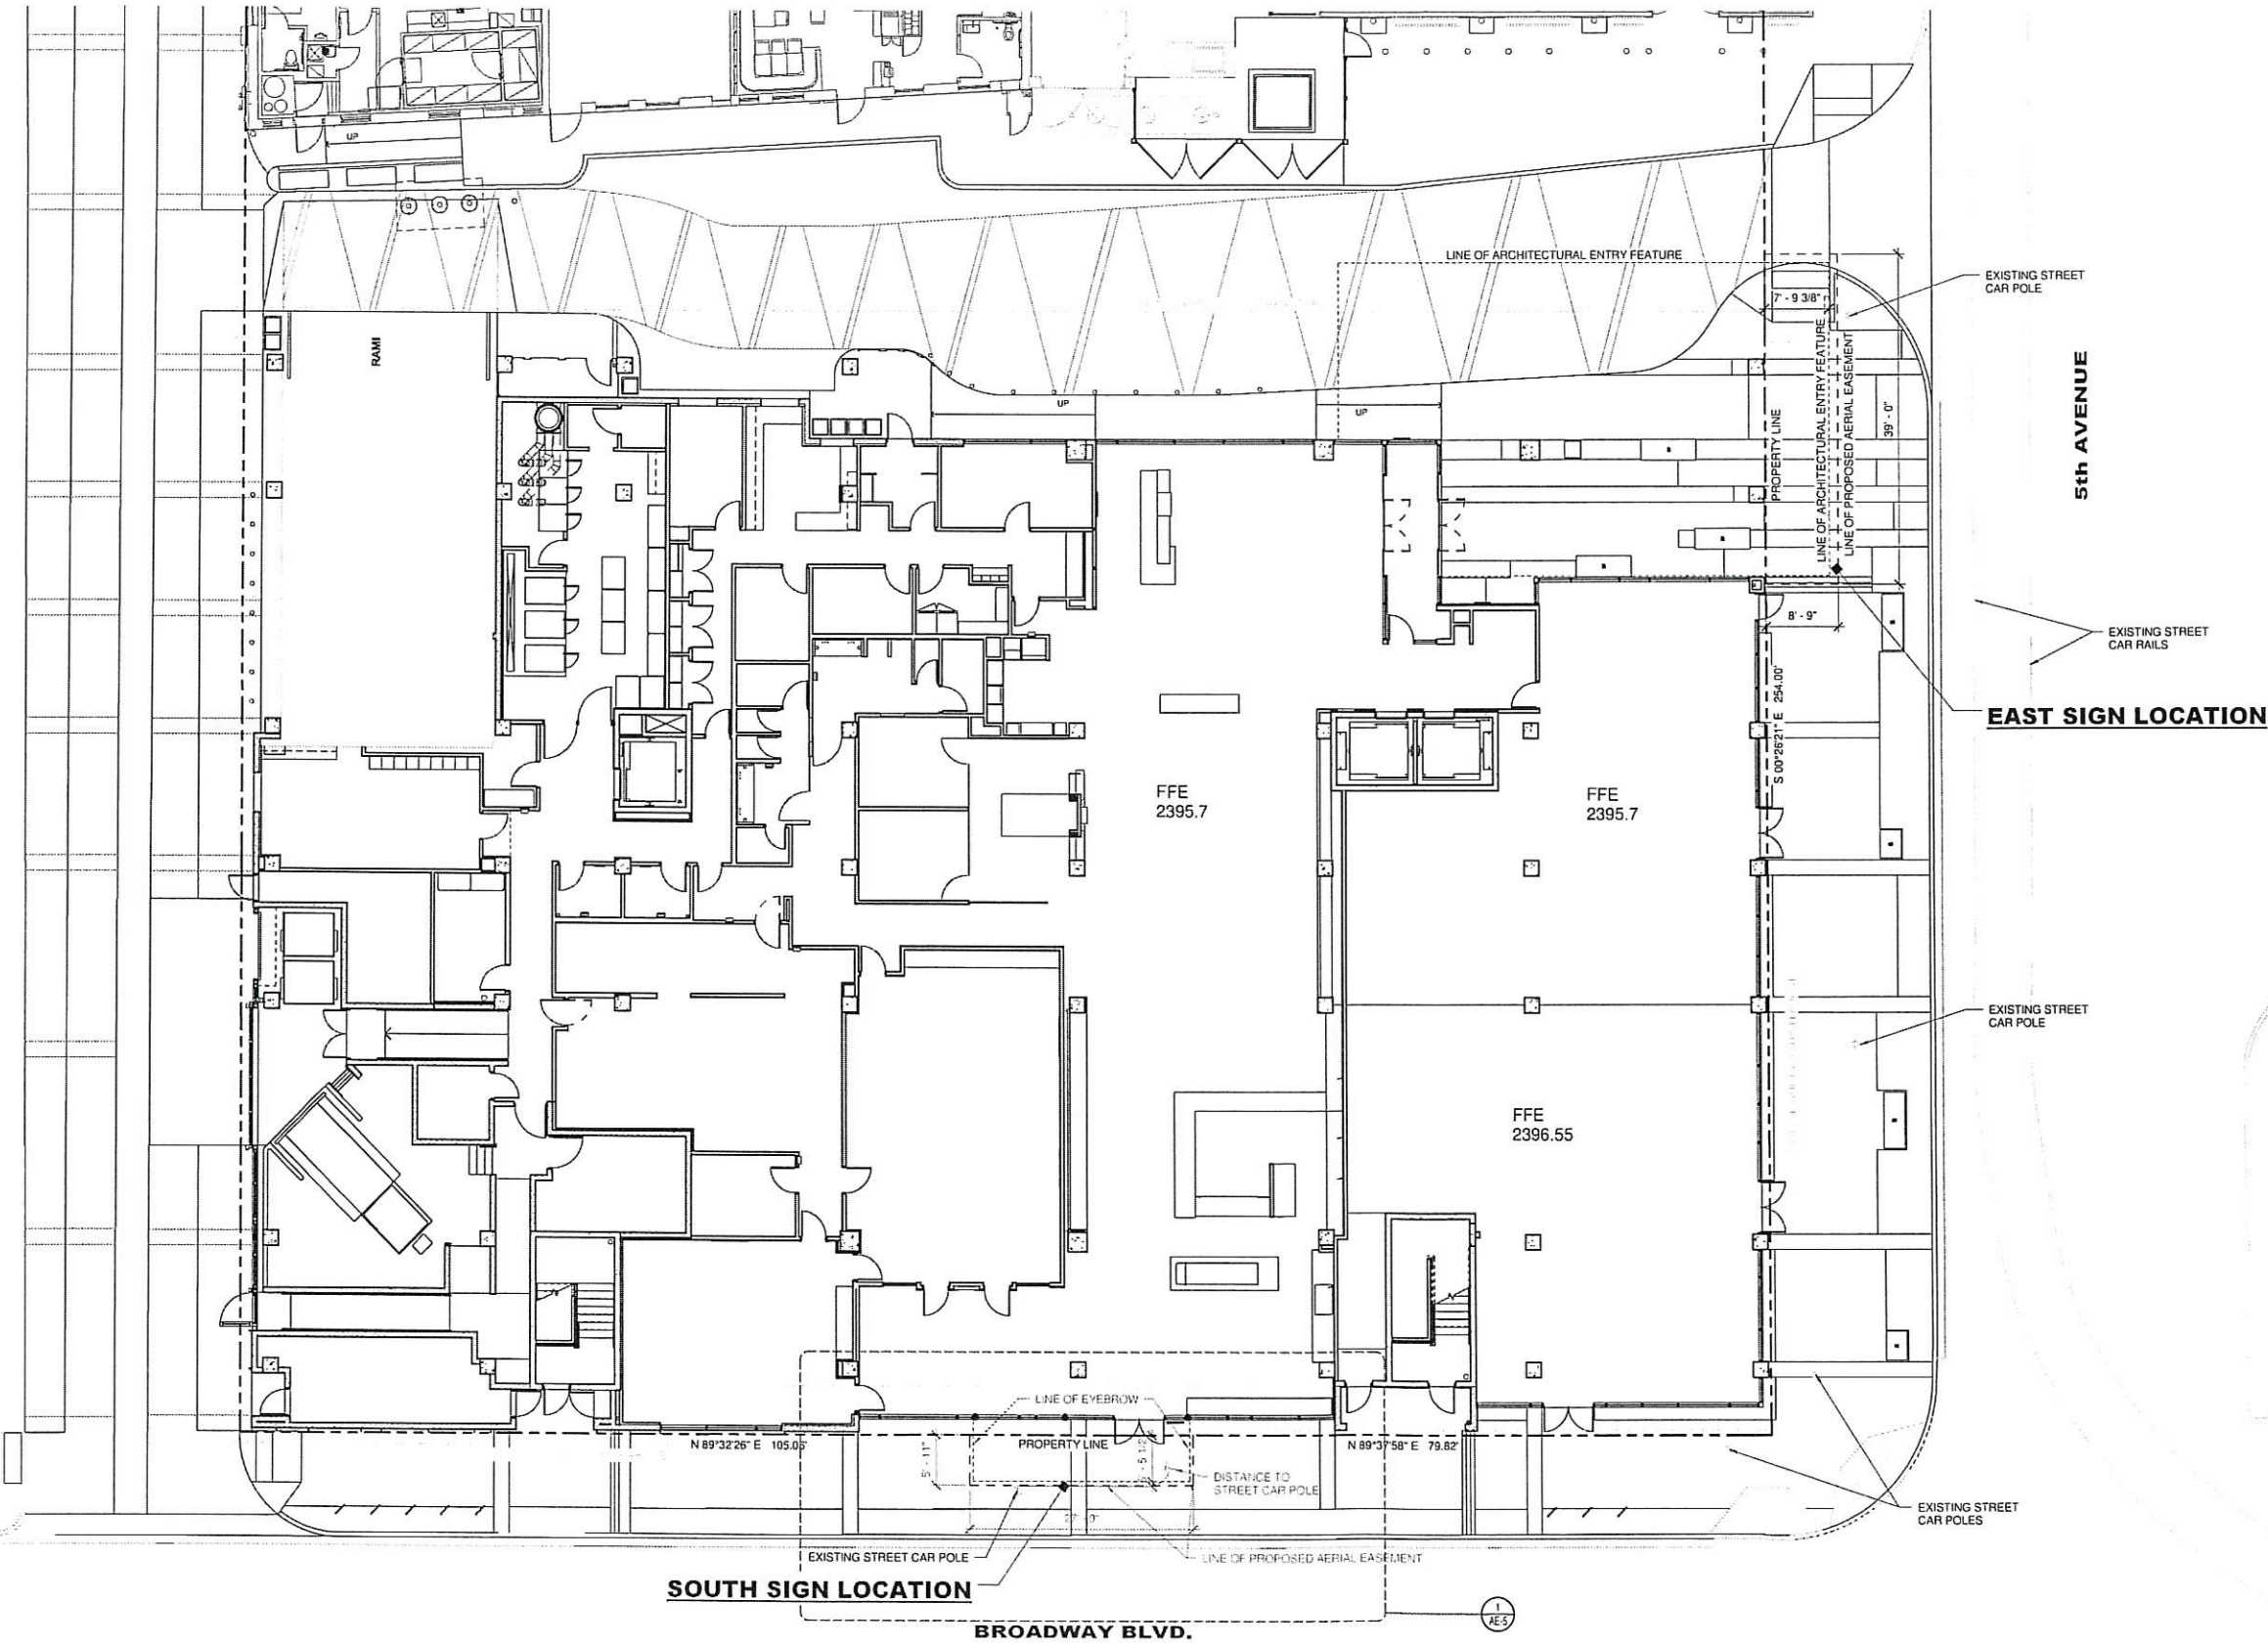 UP
LINE OF ARCHITECTURAL ENTRY FEATURE
EXISTING STREET
CAR POLE
7' - 9 3/8"
RAMI
LINE OF ARCHITECTURAL ENTRY FEATURE
LINE OF PROPOSED AERIAL EASEMENT
PROPERTY LINE
39' - 0"
5th AVENUE
UP
UP
8' - 9"
EXISTING STREET
CAR RAILS
S 00°26'21" E 254.00'
EAST SIGN LOCATION
FFE
2395.7
FFE
2395.7
EXISTING STREET
CAR POLE
FFE
2396.55
LINE OF EYEBROW
N 89°32'26" E 105.05'
PROPERTY LINE
N 89°37'58" E 79.82'
5' - 11"
DISTANCE TO
STREET CAR POLE
EXISTING STREET
CAR POLES
EXISTING STREET CAR POLE
LINE OF PROPOSED AERIAL EASEMENT
SOUTH SIGN LOCATION
1
AE-5
BROADWAY BLVD.